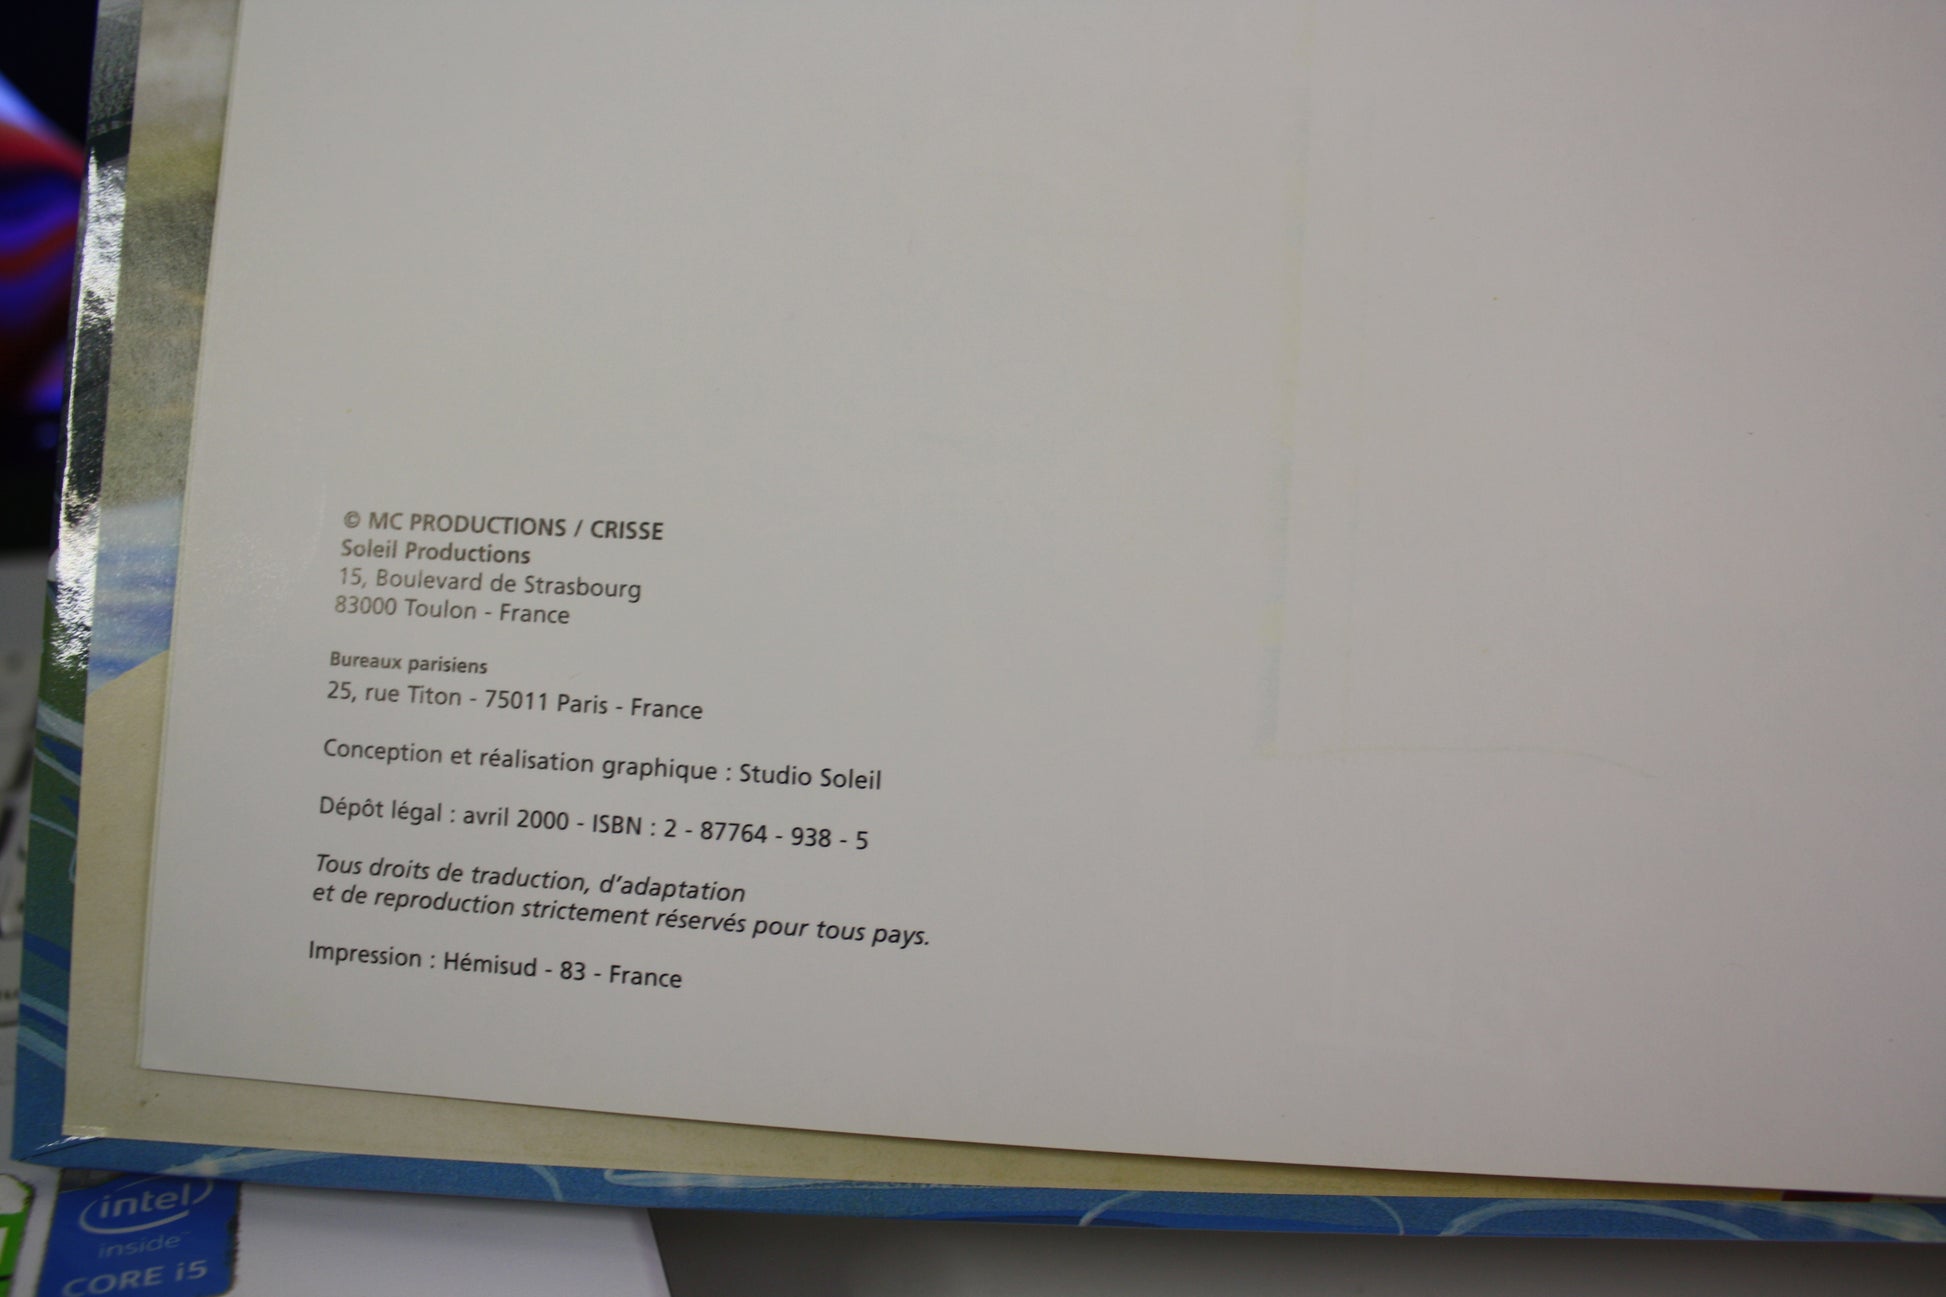 © MC PRODUCTIONS / CRISSE
Soleil Productions
15, Boulevard de Strasbourg
83000 Toulon - France
Bureaux parisiens
25, rue Titon - 75011 Paris - France
Conception et réalisation graphique : Studio Soleil
Dépôt légal : avril 2000 - ISBN : 2 - 87764 - 938 - 5
Tous droits de traduction, d’adaptation
et de reproduction strictement réservés pour tous pays.
Impression : Hémisud - 83 - France
intel
inside
CORE i5